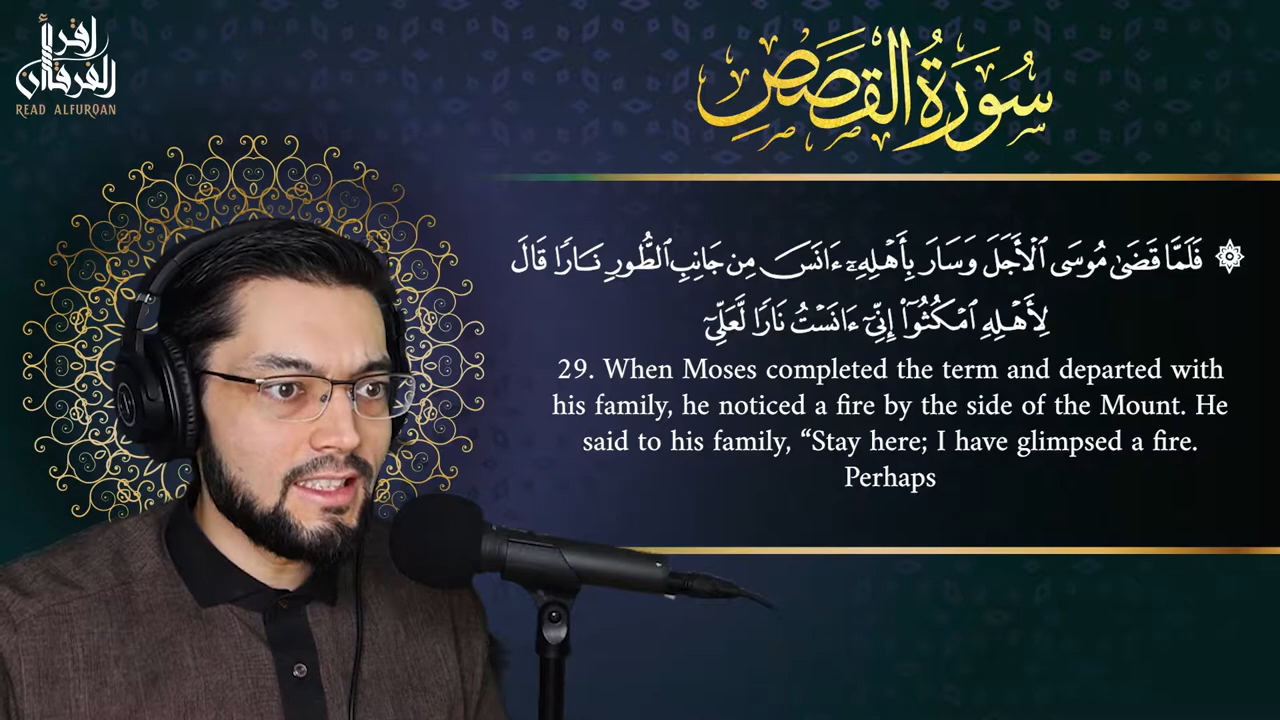 اقرأ
الفرقان
READ ALFURQAN
سُورَةُ القَصَصِ
۞ فَلَمَّا قَضَىٰ مُوسَى ٱلْأَجَلَ وَسَارَ بِأَهْلِهِۦٓ ءَانَسَ مِن جَانِبِ ٱلطُّورِ نَارًا قَالَ
لِأَهْلِهِ ٱمْكُثُوٓا۟ إِنِّىٓ ءَانَسْتُ نَارًا لَّعَلِّىٓ
29. When Moses completed the term and departed with
his family, he noticed a fire by the side of the Mount. He
said to his family, “Stay here; I have glimpsed a fire.
Perhaps